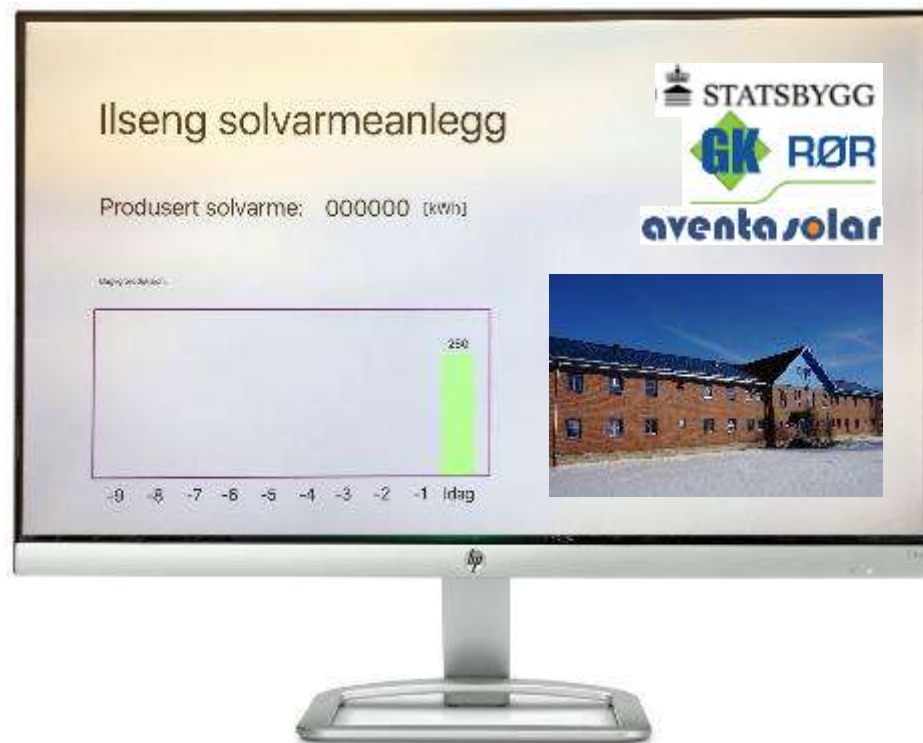 Ilseng solvarmeanlegg
Produsert solvarme: 000000 [kWh]
250
-9 -8 -7 -6 -5 -4 -3 -2 -1 Idag
STATSBYGG
GK RØR
aventasolar
hp